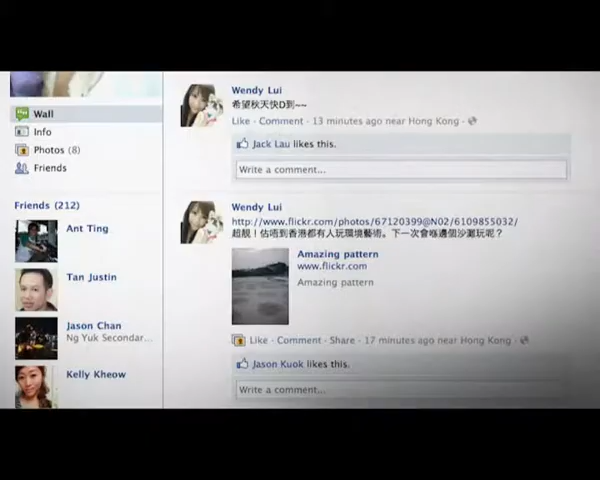 Wall
Info
Photos (8)
Friends
Friends (212)
Ant Ting
Tan Justin
Jason Chan
Ng Yuk Secondar...
Kelly Kheow
Wendy Lui
希望秋天快D到~~
Like · Comment · 13 minutes ago near Hong Kong ·
Jack Lau likes this.
Write a comment...
Wendy Lui
http://www.flickr.com/photos/67120399@N02/6109855032/
超靚！估唔到香港都有人玩環境藝術。下一次會喺邊個沙灘玩呢？
Amazing pattern
www.flickr.com
Amazing pattern
Like · Comment · Share · 17 minutes ago near Hong Kong ·
Jason Kuok likes this.
Write a comment...